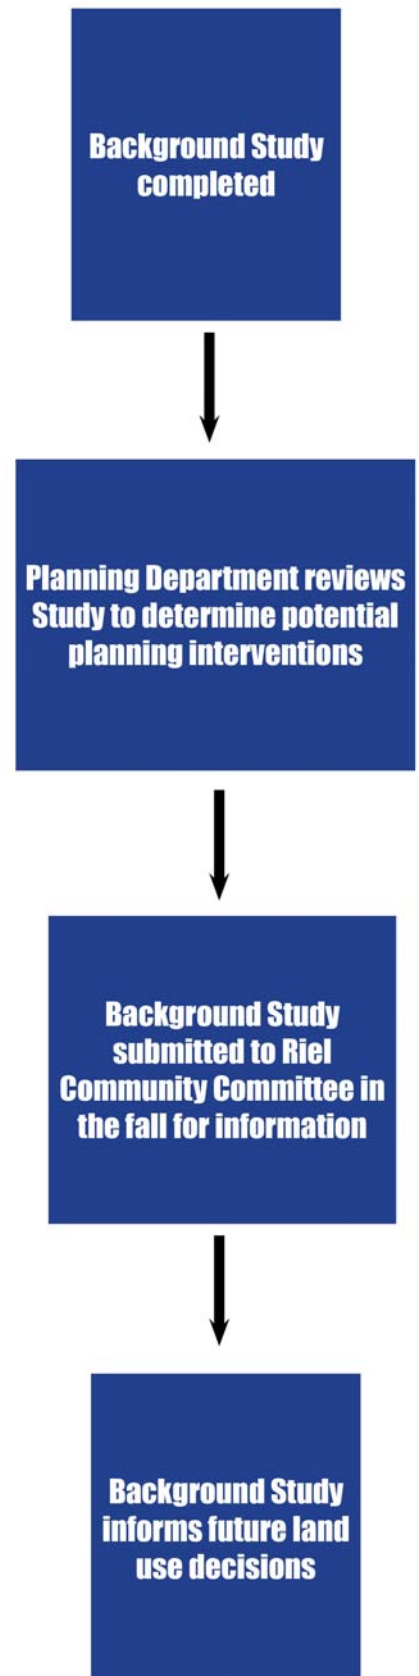 Background Study
completed
Planning Department reviews
Study to determine potential
planning interventions
Background Study
submitted to Riel
Community Committee in
the fall for information
Background Study
informs future land
use decisions